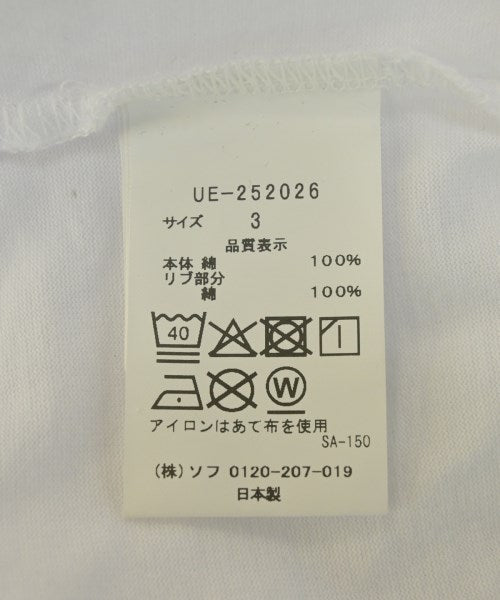 UE-252026
サイズ 3
品質表示
本体 綿 100%
リブ部分
綿 100%
40
W
アイロンはあて布を使用
SA-150
(株) ソフ 0120-207-019
日本製